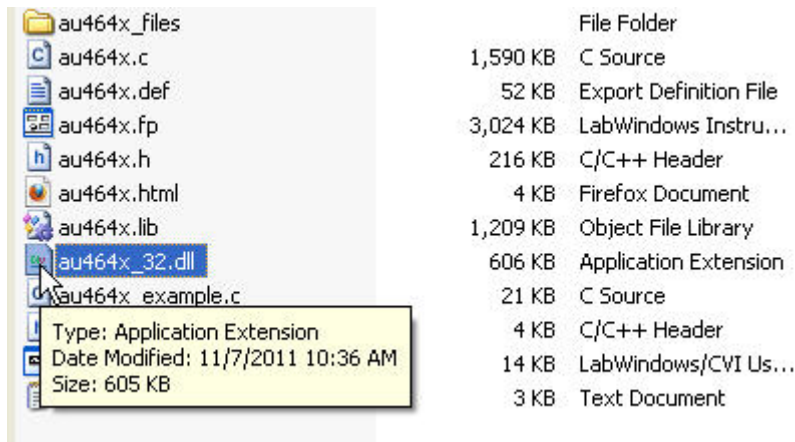 au464x_files File Folder
au464x.c 1,590 KB C Source
au464x.def 52 KB Export Definition File
au464x.fp 3,024 KB LabWindows Instru...
au464x.h 216 KB C/C++ Header
au464x.html 4 KB Firefox Document
au464x.lib 1,209 KB Object File Library
au464x_32.dll 606 KB Application Extension
au464x_example.c 21 KB C Source
4 KB C/C++ Header
14 KB LabWindows/CVI Us...
3 KB Text Document
Type: Application Extension
Date Modified: 11/7/2011 10:36 AM
Size: 605 KB